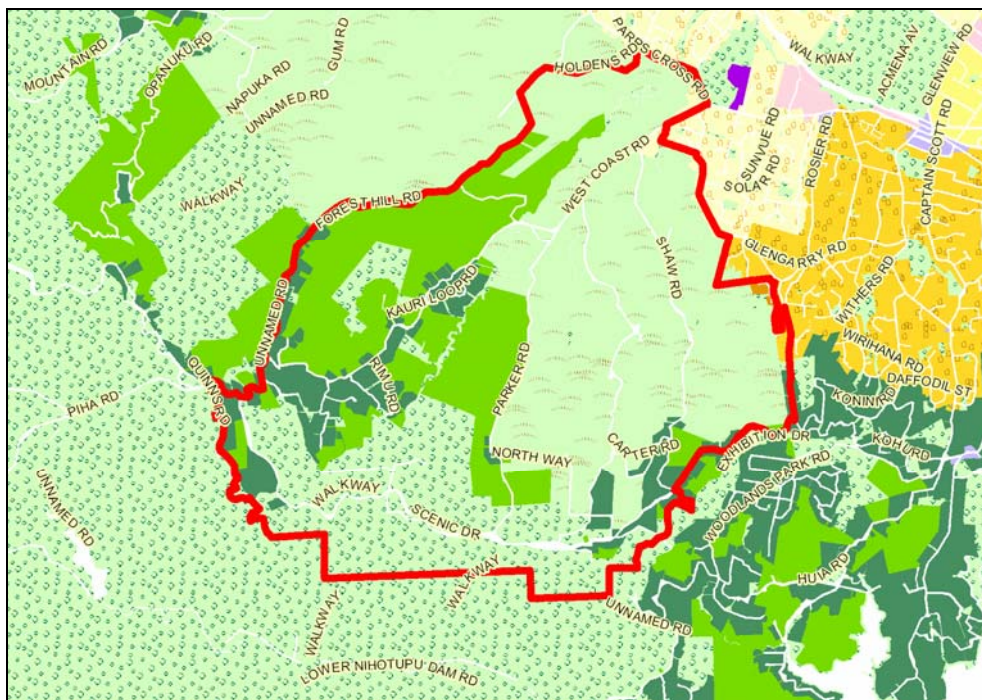 MOUNTAIN RD
OPANUKU RD
NAPUKA RD
GUM RD
UNNAMED RD
WALKWAY
HOLDENS RD
PARRS CROSS RD
WALKWAY
ACMENA AV
GLENVIEW RD
CAPTAIN SCOTT RD
SUNVUE RD
SOLAR RD
ROSIER RD
WEST COAST RD
FOREST HILL RD
SHAW RD
GLENGARRY RD
WITHERS RD
WIRIHANA RD
DAFFODIL ST
KAURI LOOP RD
UNNAMED RD
QUINNS RD
PIHA RD
RIMU RD
PARKER RD
KONINI RD
KOHU RD
EXHIBITION DR
CARTER RD
NORTH WAY
WOODLANDS PARK RD
WALKWAY
SCENIC DR
UNNAMED RD
HUIA RD
WALKWAY
WALKWAY
UNNAMED RD
LOWER NIHOTUPU DAM RD